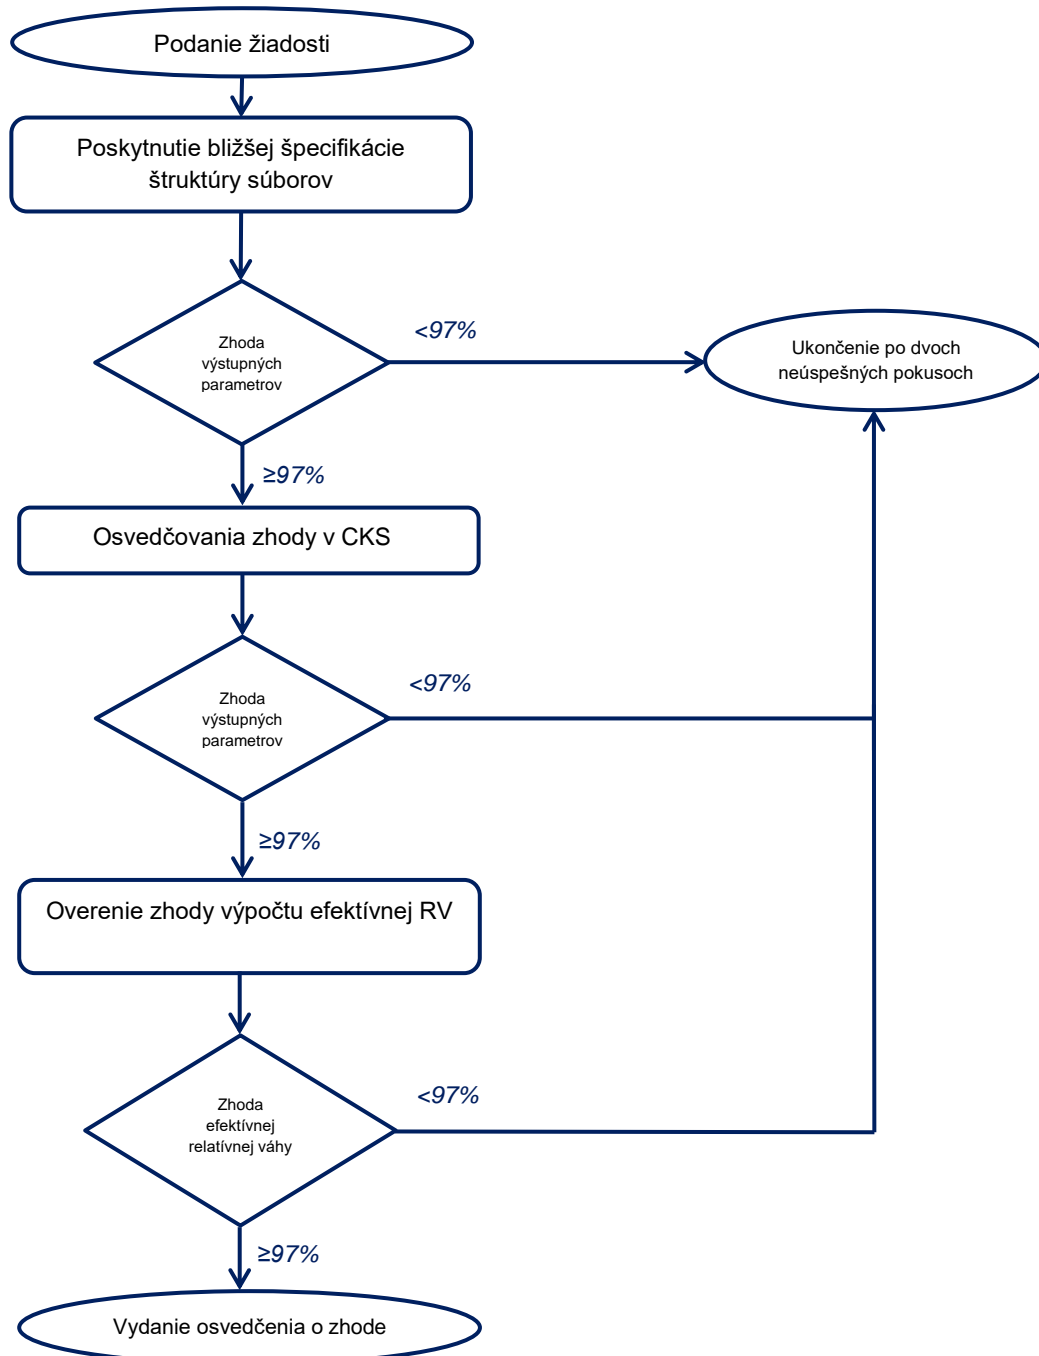 Podanie žiadosti
Poskytnutie bližšej špecifikácie
štruktúry súborov
Zhoda
výstupných
parametrov
<97%
Ukončenie po dvoch
neúspešných pokusoch
≥97%
Osvedčovania zhody v CKS
Zhoda
výstupných
parametrov
<97%
≥97%
Overenie zhody výpočtu efektívnej RV
Zhoda
efektívnej
relatívnej váhy
<97%
≥97%
Vydanie osvedčenia o zhode